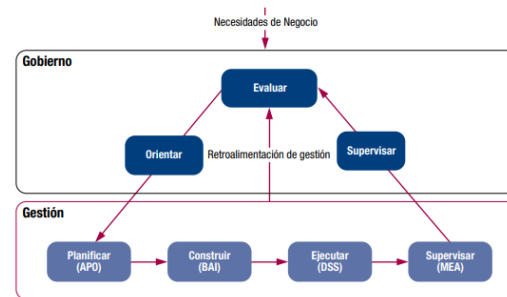 Necesidades de Negocio
Gobierno
Evaluar
Orientar
Retroalimentación de gestión
Supervisar
Gestión
Planificar
(APO)
Construir
(BAI)
Ejecutar
(DSS)
Supervisar
(MEA)